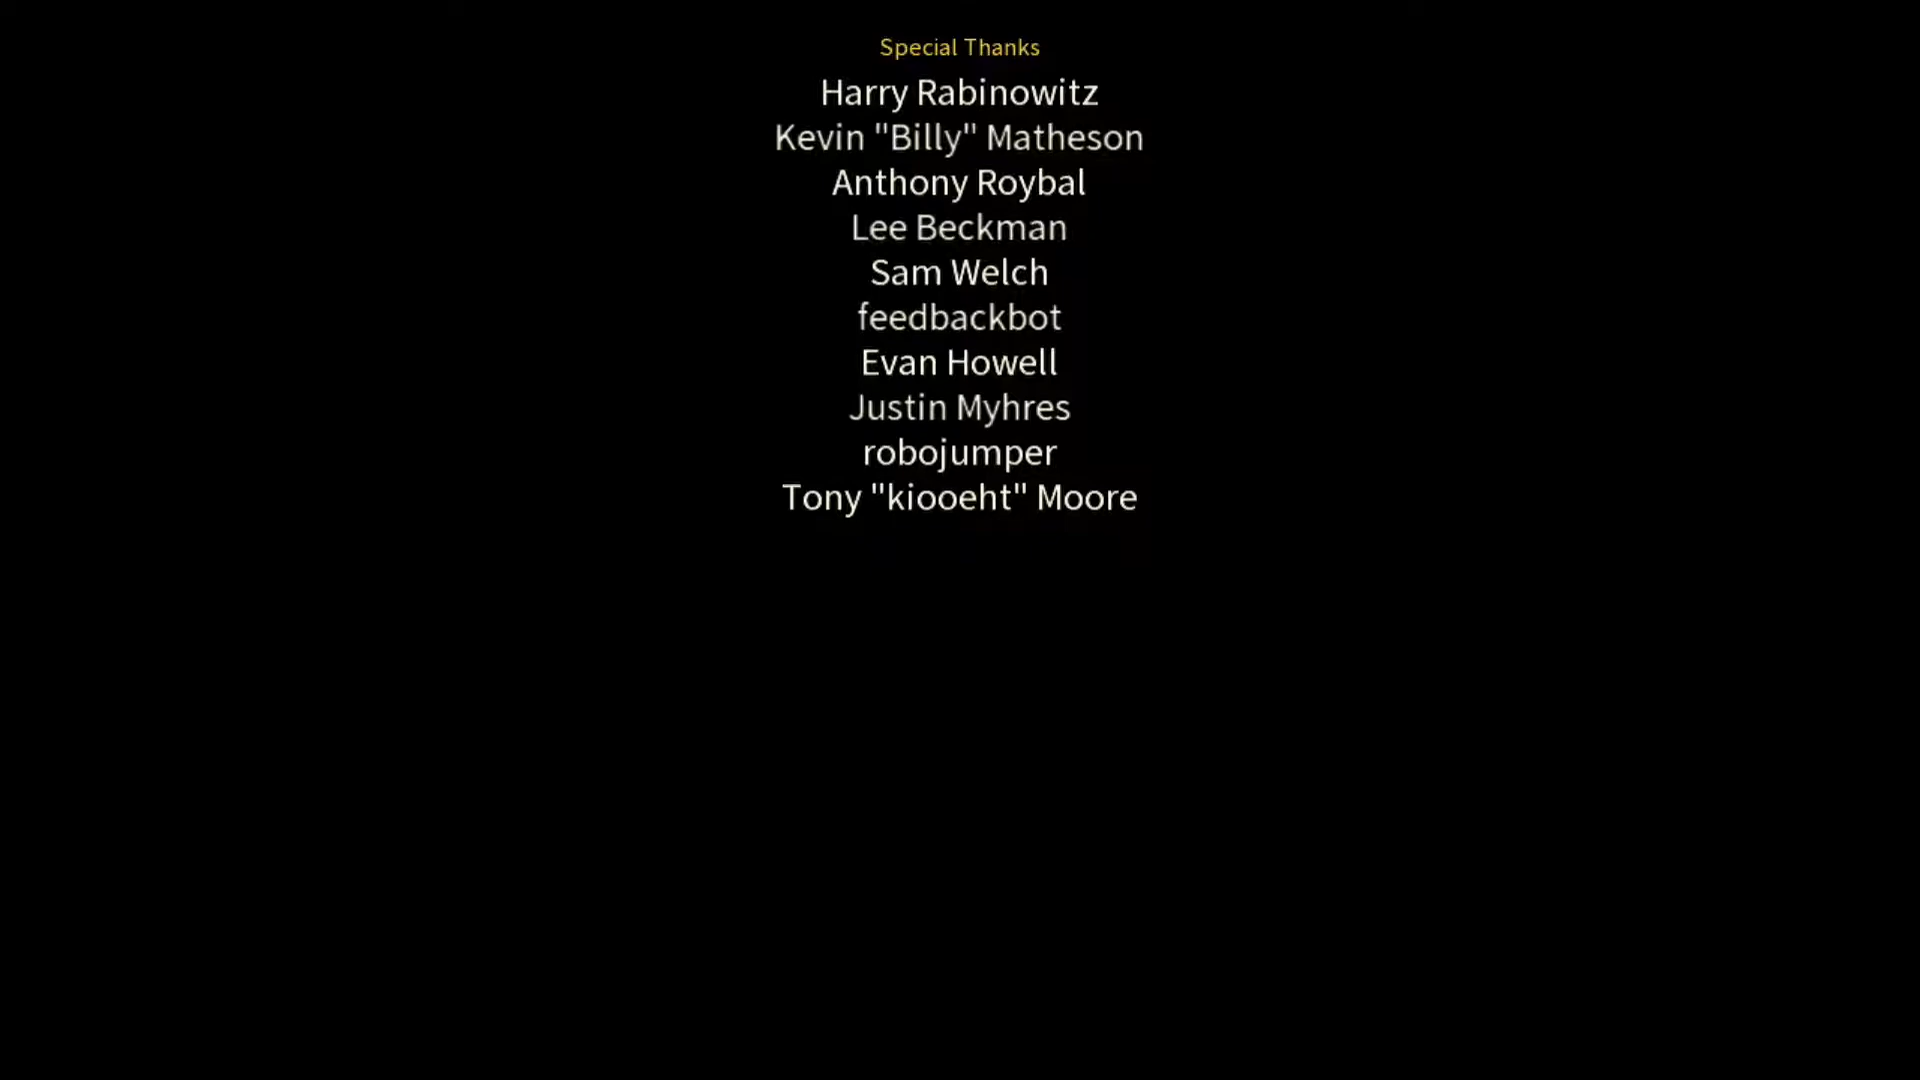 Special Thanks
Harry Rabinowitz
Kevin "Billy" Matheson
Anthony Roybal
Lee Beckman
Sam Welch
feedbackbot
Evan Howell
Justin Myhres
robojumper
Tony "kiooeht" Moore